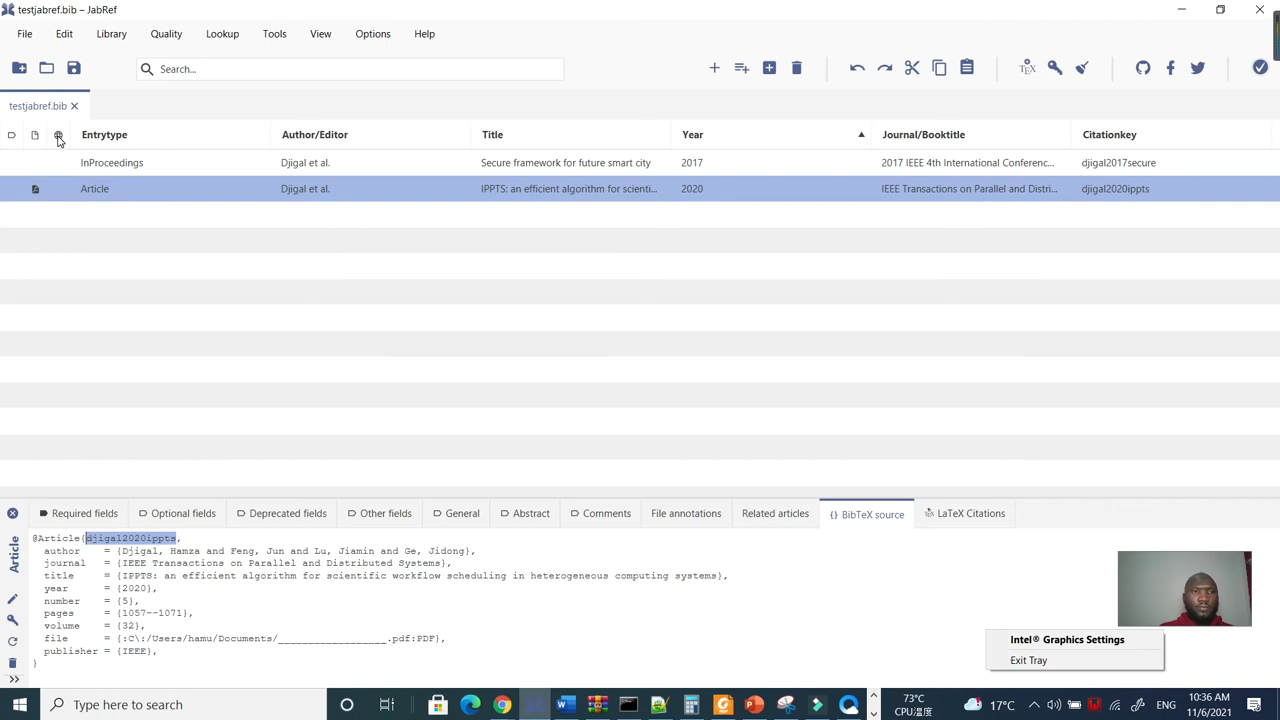 testjabref.bib – JabRef
File Edit Library Quality Lookup Tools View Options Help
Search...
testjabref.bib
Entrytype Author/Editor Title Year Journal/Booktitle Citationkey
InProceedings Djigal et al. Secure framework for future smart city 2017 2017 IEEE 4th International Conferenc... djigal2017secure
Article Djigal et al. IPPTS: an efficient algorithm for scienti... 2020 IEEE Transactions on Parallel and Distri... djigal2020ippts
Required fields Optional fields Deprecated fields Other fields General Abstract Comments File annotations Related articles {} BibTeX source LaTeX Citations
Article
@Article{djigal2020ippts,
author = {Djigal, Hamza and Feng, Jun and Lu, Jiamin and Ge, Jidong},
journal = {IEEE Transactions on Parallel and Distributed Systems},
title = {IPPTS: an efficient algorithm for scientific workflow scheduling in heterogeneous computing systems},
year = {2020},
number = {5},
pages = {1057--1071},
volume = {32},
file = {:C\:/Users/hamu/Documents/_________________.pdf:PDF},
publisher = {IEEE},
}
Intel® Graphics Settings
Exit Tray
Type here to search
73°C
CPU温度
17°C
ENG
10:36 AM
11/6/2021